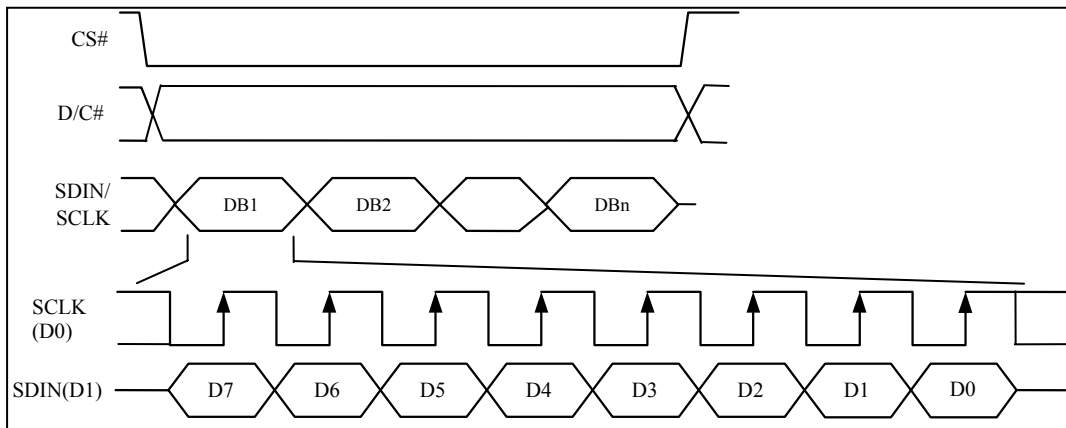 CS#
D/C#
SDIN/
SCLK
DB1 DB2 DBn
SCLK
(D0)
SDIN(D1) D7 D6 D5 D4 D3 D2 D1 D0